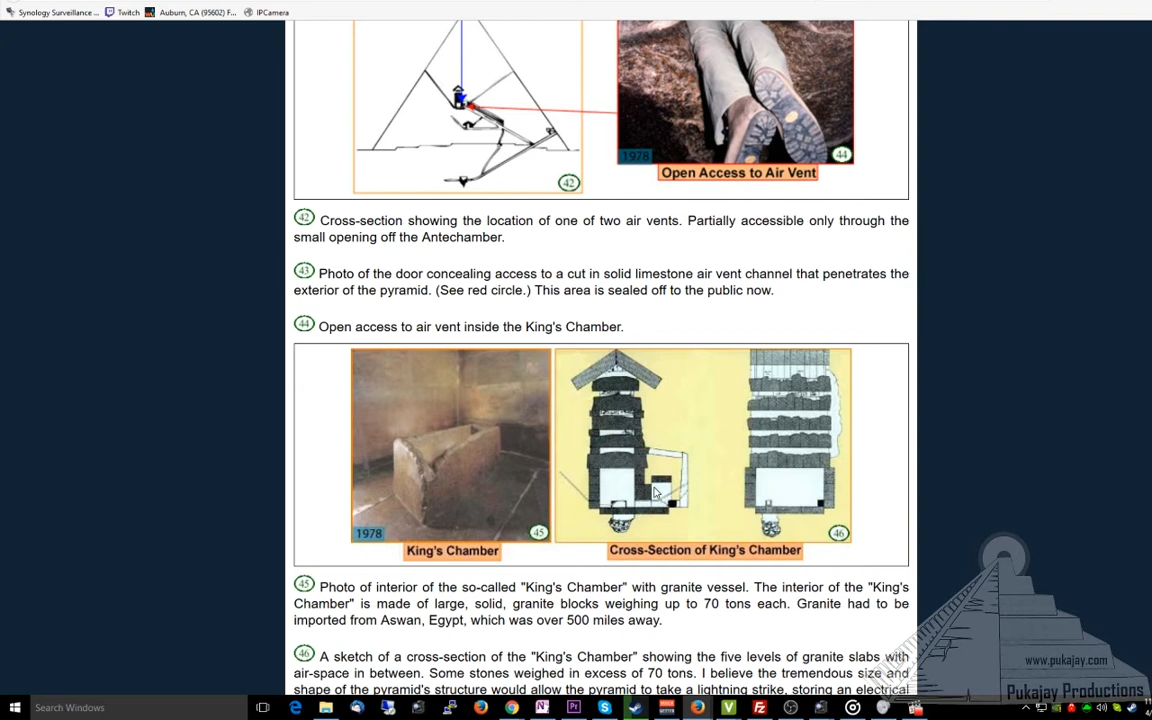 Synology Surveillance ...
Twitch
Auburn, CA (95602) F...
IPCamera
42
1978
44
Open Access to Air Vent
42 Cross-section showing the location of one of two air vents. Partially accessible only through the
small opening off the Antechamber.
43 Photo of the door concealing access to a cut in solid limestone air vent channel that penetrates the
exterior of the pyramid. (See red circle.) This area is sealed off to the public now.
44 Open access to air vent inside the King's Chamber.
1978
45
46
King's Chamber
Cross-Section of King's Chamber
45 Photo of interior of the so-called "King's Chamber" with granite vessel. The interior of the "King's
Chamber" is made of large, solid, granite blocks weighing up to 70 tons each. Granite had to be
imported from Aswan, Egypt, which was over 500 miles away.
46 A sketch of a cross-section of the "King's Chamber" showing the five levels of granite slabs with
air-space in between. Some stones weighed in excess of 70 tons. I believe the tremendous size and
shape of the pyramid's structure would allow the pyramid to take a lightning strike, storing an electrical
www.pukajay.com
Pukajay Productions
Search Windows